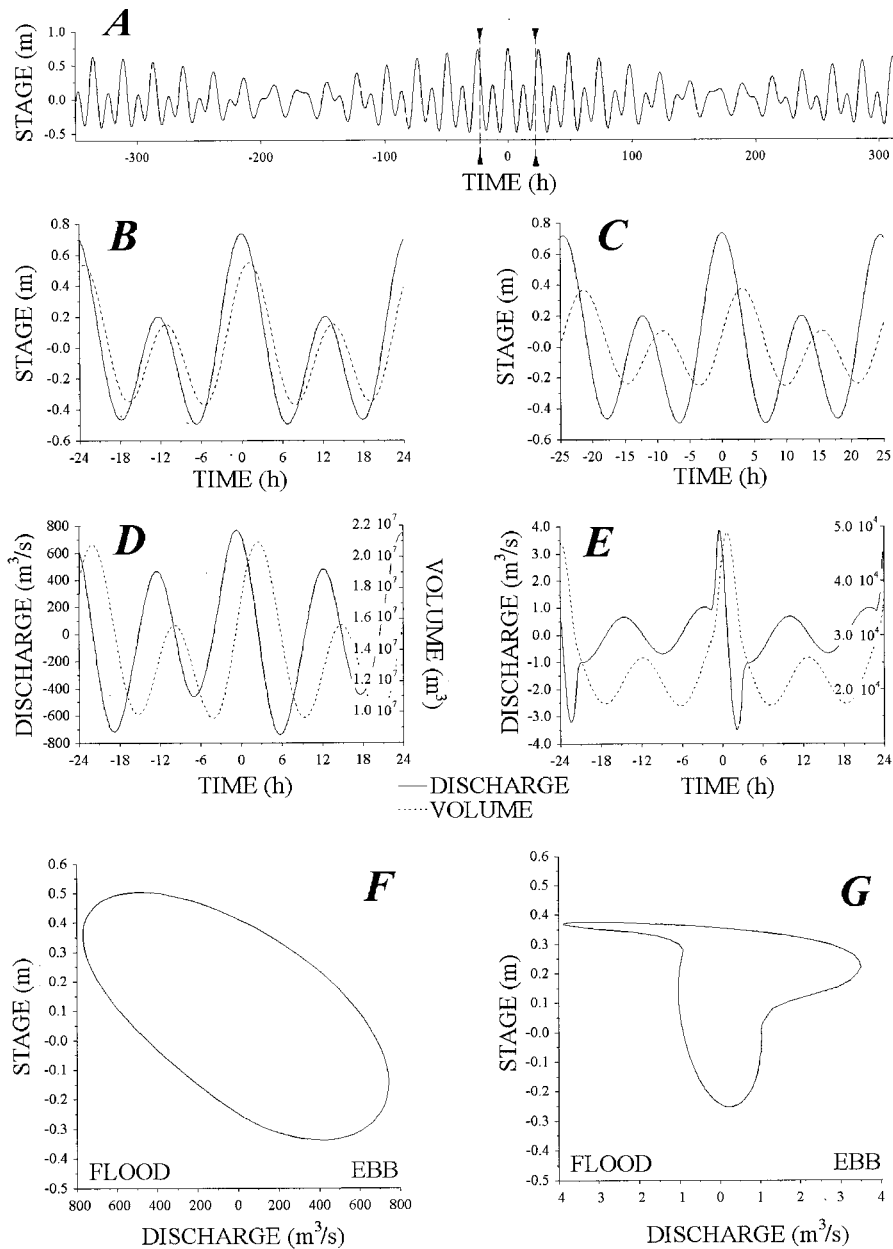 A
STAGE (m)
1.0
0.5
0.0
-0.5
-300 -200 -100 0 100 200 300
TIME (h)
B
STAGE (m)
0.8
0.6
0.4
0.2
-0.0
-0.2
-0.4
-0.6
-24 -18 -12 -6 0 6 12 18 24
TIME (h)
C
STAGE (m)
0.8
0.6
0.4
0.2
-0.0
-0.2
-0.4
-0.6
-25 -20 -15 -10 -5 0 5 10 15 20 25
TIME (h)
D
DISCHARGE (m³/s)
800
600
400
200
0
-200
-400
-600
-800
2.2 10⁷
2.0 10⁷
1.9 10⁷
1.7 10⁷
1.6 10⁷
1.4 10⁷
1.2 10⁷
1.1 10⁷
1.0 10⁷
VOLUME (m³)
-24 -18 -12 -6 0 6 12 18 24
TIME (h)
E
DISCHARGE (m³/s)
4.0
3.0
2.0
1.0
0.0
-1.0
-2.0
-3.0
-4.0
5.0 10⁴
4.0 10⁴
3.0 10⁴
2.0 10⁴
-24 -18 -12 -6 0 6 12 18 24
TIME (h)
DISCHARGE
VOLUME
F
STAGE (m)
0.6
0.5
0.4
0.3
0.2
0.1
-0.0
-0.1
-0.2
-0.3
-0.4
-0.5
FLOOD EBB
800 600 400 200 0 200 400 600 800
DISCHARGE (m³/s)
G
STAGE (m)
0.6
0.5
0.4
0.3
0.2
0.1
-0.0
-0.1
-0.2
-0.3
-0.4
-0.5
FLOOD EBB
4 3 2 1 0 1 2 3 4
DISCHARGE (m³/s)